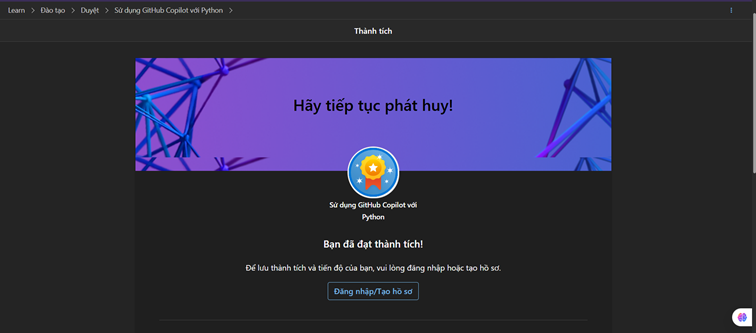 Learn > Đào tạo > Duyệt > Sử dụng GitHub Copilot với Python >
Thành tích
Hãy tiếp tục phát huy!
Sử dụng GitHub Copilot với
Python
Bạn đã đạt thành tích!
Để lưu thành tích và tiến độ của bạn, vui lòng đăng nhập hoặc tạo hồ sơ.
Đăng nhập/Tạo hồ sơ